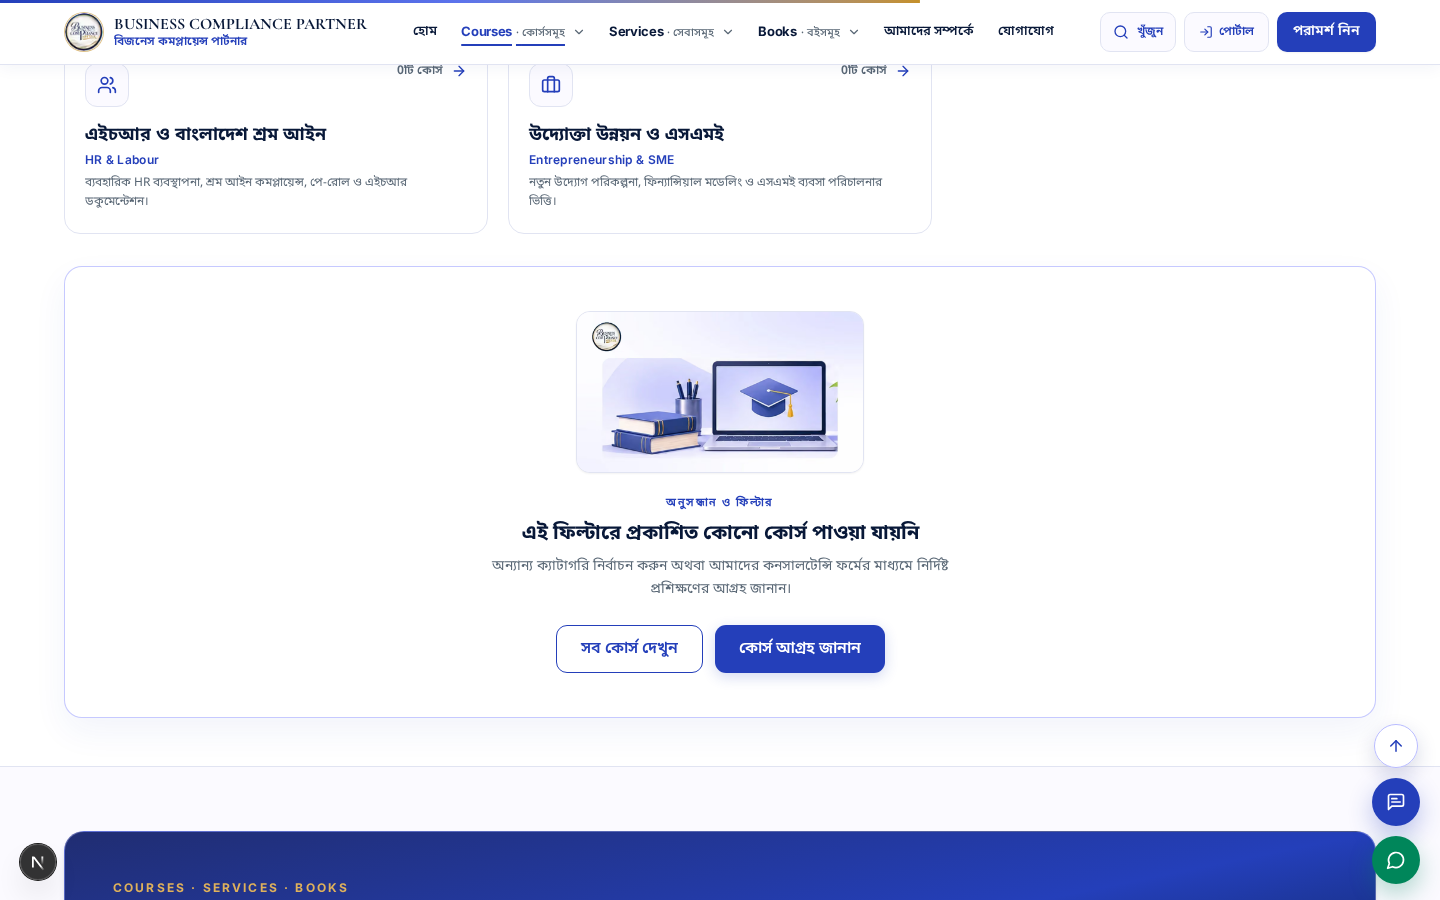 BUSINESS COMPLIANCE PARTNER
বিজনেস কমপ্লায়েন্স পার্টনার
হোম
Courses · কোর্সসমূহ
Services · সেবাসমূহ
Books · বইসমূহ
আমাদের সম্পর্কে
যোগাযোগ
খুঁজুন
পোর্টাল
পরামর্শ নিন
0টি কোর্স
0টি কোর্স
এইচআর ও বাংলাদেশ শ্রম আইন
HR & Labour
ব্যবহারিক HR ব্যবস্থাপনা, শ্রম আইন কমপ্লায়েন্স, পে-রোল ও এইচআর
ডকুমেন্টেশন।
উদ্যোক্তা উন্নয়ন ও এসএমই
Entrepreneurship & SME
নতুন উদ্যোগ পরিকল্পনা, ফিন্যান্সিয়াল মডেলিং ও এসএমই ব্যবসা পরিচালনার
ভিত্তি।
অনুসন্ধান ও ফিল্টার
এই ফিল্টারে প্রকাশিত কোনো কোর্স পাওয়া যায়নি
অন্যান্য ক্যাটাগরি নির্বাচন করুন অথবা আমাদের কনসালটেন্সি ফর্মের মাধ্যমে নির্দিষ্ট
প্রশিক্ষণের আগ্রহ জানান।
সব কোর্স দেখুন
কোর্স আগ্রহ জানান
COURSES · SERVICES · BOOKS